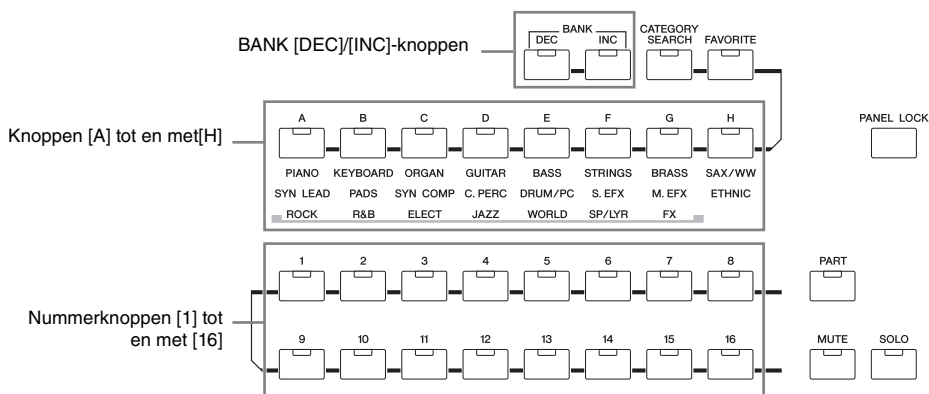 BANK [DEC]/[INC]-knoppen
BANK
DEC INC
CATEGORY
SEARCH
FAVORITE
Knoppen [A] tot en met[H]
A B C D E F G H
PANEL LOCK
PIANO KEYBOARD ORGAN GUITAR BASS STRINGS BRASS SAX/WW
SYN LEAD PADS SYN COMP C. PERC DRUM/PC S. EFX M. EFX ETHNIC
ROCK R&B ELECT JAZZ WORLD SP/LYR FX
1 2 3 4 5 6 7 8 PART
Nummerknoppen [1] tot
en met [16]
9 10 11 12 13 14 15 16 MUTE SOLO